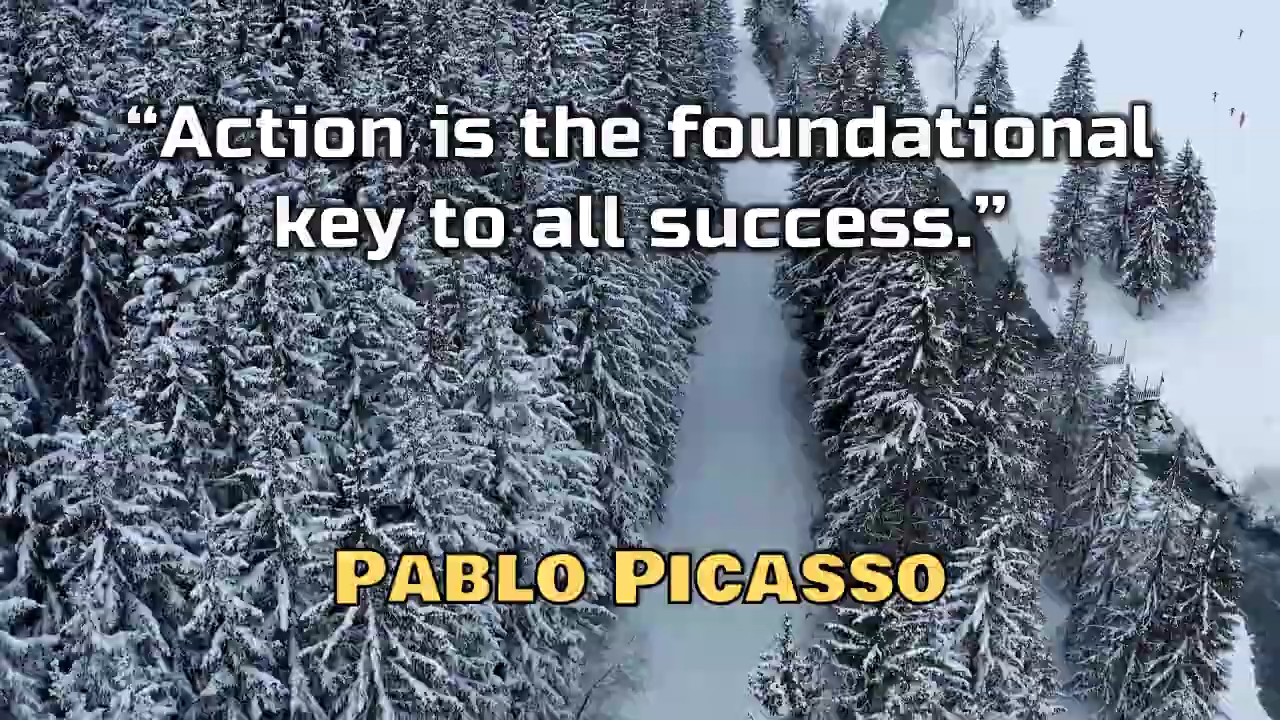 “Action is the foundational
key to all success.”
Pablo Picasso